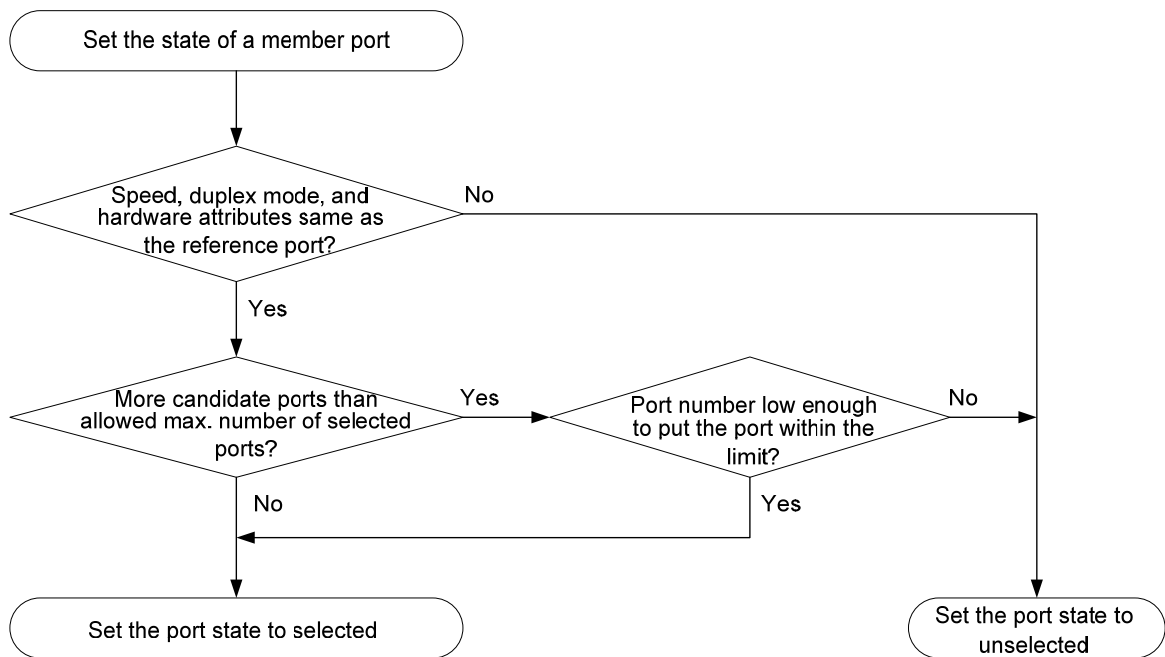 Set the state of a member port
Speed, duplex mode, and
hardware attributes same as
the reference port?
No
Yes
More candidate ports than
allowed max. number of selected
ports?
Yes
Port number low enough
to put the port within the
limit?
No
No
Yes
Set the port state to selected
Set the port state to
unselected